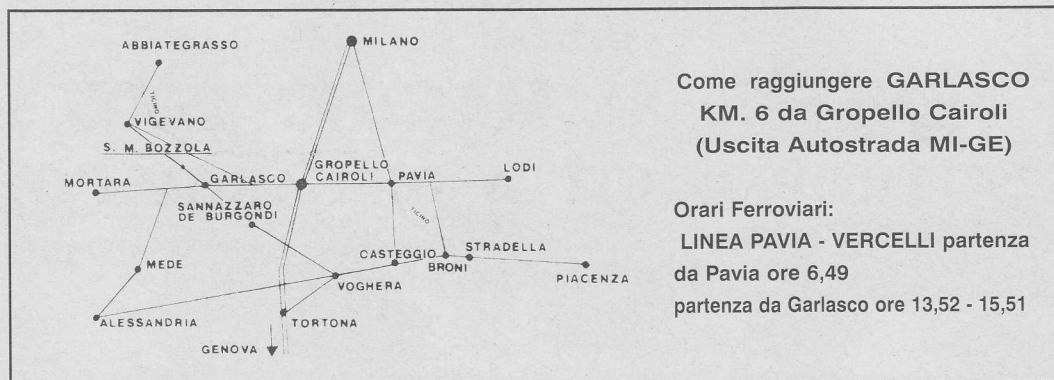 ABBIATEGRASSO
MILANO
TICINO
VIGEVANO
S. M. BOZZOLA
MORTARA
GARLASCO
GROPELLO
CAIROLI
PAVIA
LODI
SANNAZZARO
DE BURGONDI
TICINO
MEDE
CASTEGGIO
BRONI
STRADELLA
PIACENZA
VOGHERA
ALESSANDRIA
TORTONA
GENOVA
Come raggiungere GARLASCO
KM. 6 da Gropello Cairoli
(Uscita Autostrada MI-GE)
Orari Ferroviari:
LINEA PAVIA - VERCELLI partenza
da Pavia ore 6,49
partenza da Garlasco ore 13,52 - 15,51